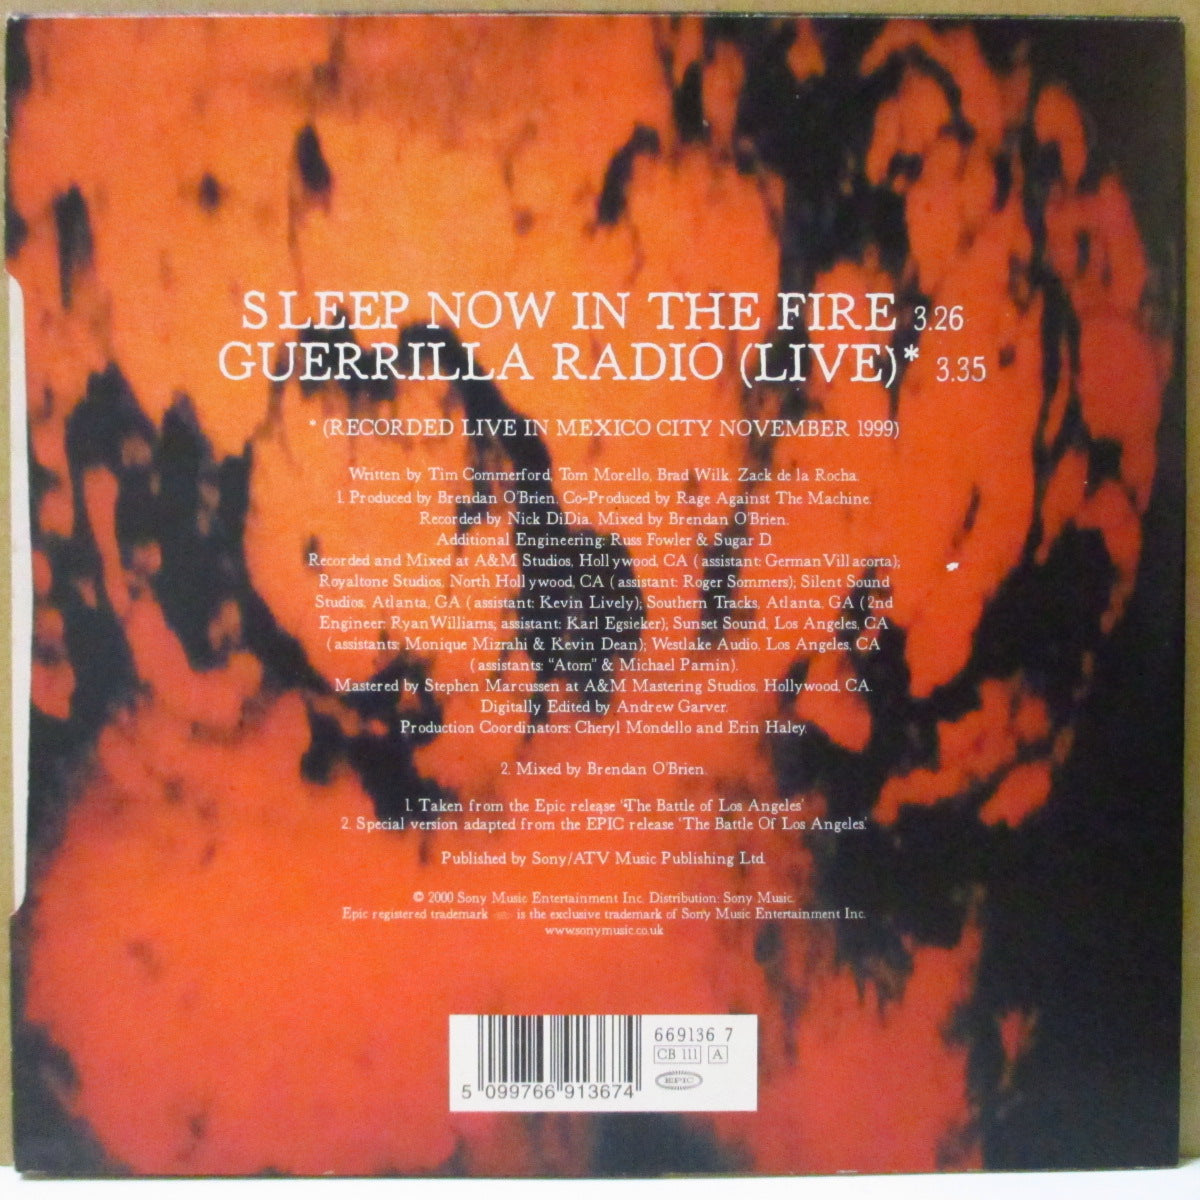 SLEEP NOW IN THE FIRE 3.26
GUERRILLA RADIO (LIVE)* 3.35
* (RECORDED LIVE IN MEXICO CITY NOVEMBER 1999)
Written by Tim Commerford, Tom Morello, Brad Wilk, Zack de la Rocha.
1. Produced by Brendan O'Brien. Co-Produced by Rage Against The Machine.
Recorded by Nick DiDia. Mixed by Brendan O'Brien.
Additional Engineering: Russ Fowler & Sugar D
Recorded and Mixed at A&M Studios, Hollywood, CA (assistant: German Villacorta);
Royaltone Studios, North Hollywood, CA (assistant: Roger Sommers); Silent Sound
Studios, Atlanta, GA (assistant: Kevin Lively); Southern Tracks, Atlanta, GA (2nd
Engineer: Ryan Williams; assistant: Karl Egsieker); Sunset Sound, Los Angeles, CA
(assistants: Monique Mizrahi & Kevin Dean); Westlake Audio, Los Angeles, CA
(assistants: "Atom" & Michael Parnin).
Mastered by Stephen Marcussen at A&M Mastering Studios, Hollywood, CA.
Digitally Edited by Andrew Garver.
Production Coordinators: Cheryl Mondello and Erin Haley.
2. Mixed by Brendan O'Brien.
1. Taken from the Epic release 'The Battle of Los Angeles'
2. Special version adapted from the EPIC release 'The Battle Of Los Angeles'.
Published by Sony/ATV Music Publishing Ltd.
© 2000 Sony Music Entertainment Inc. Distribution: Sony Music.
Epic registered trademark is the exclusive trademark of Sony Music Entertainment Inc.
www.sonymusic.co.uk
669136 7
CB 111 A
EPIC
5 099766 913674